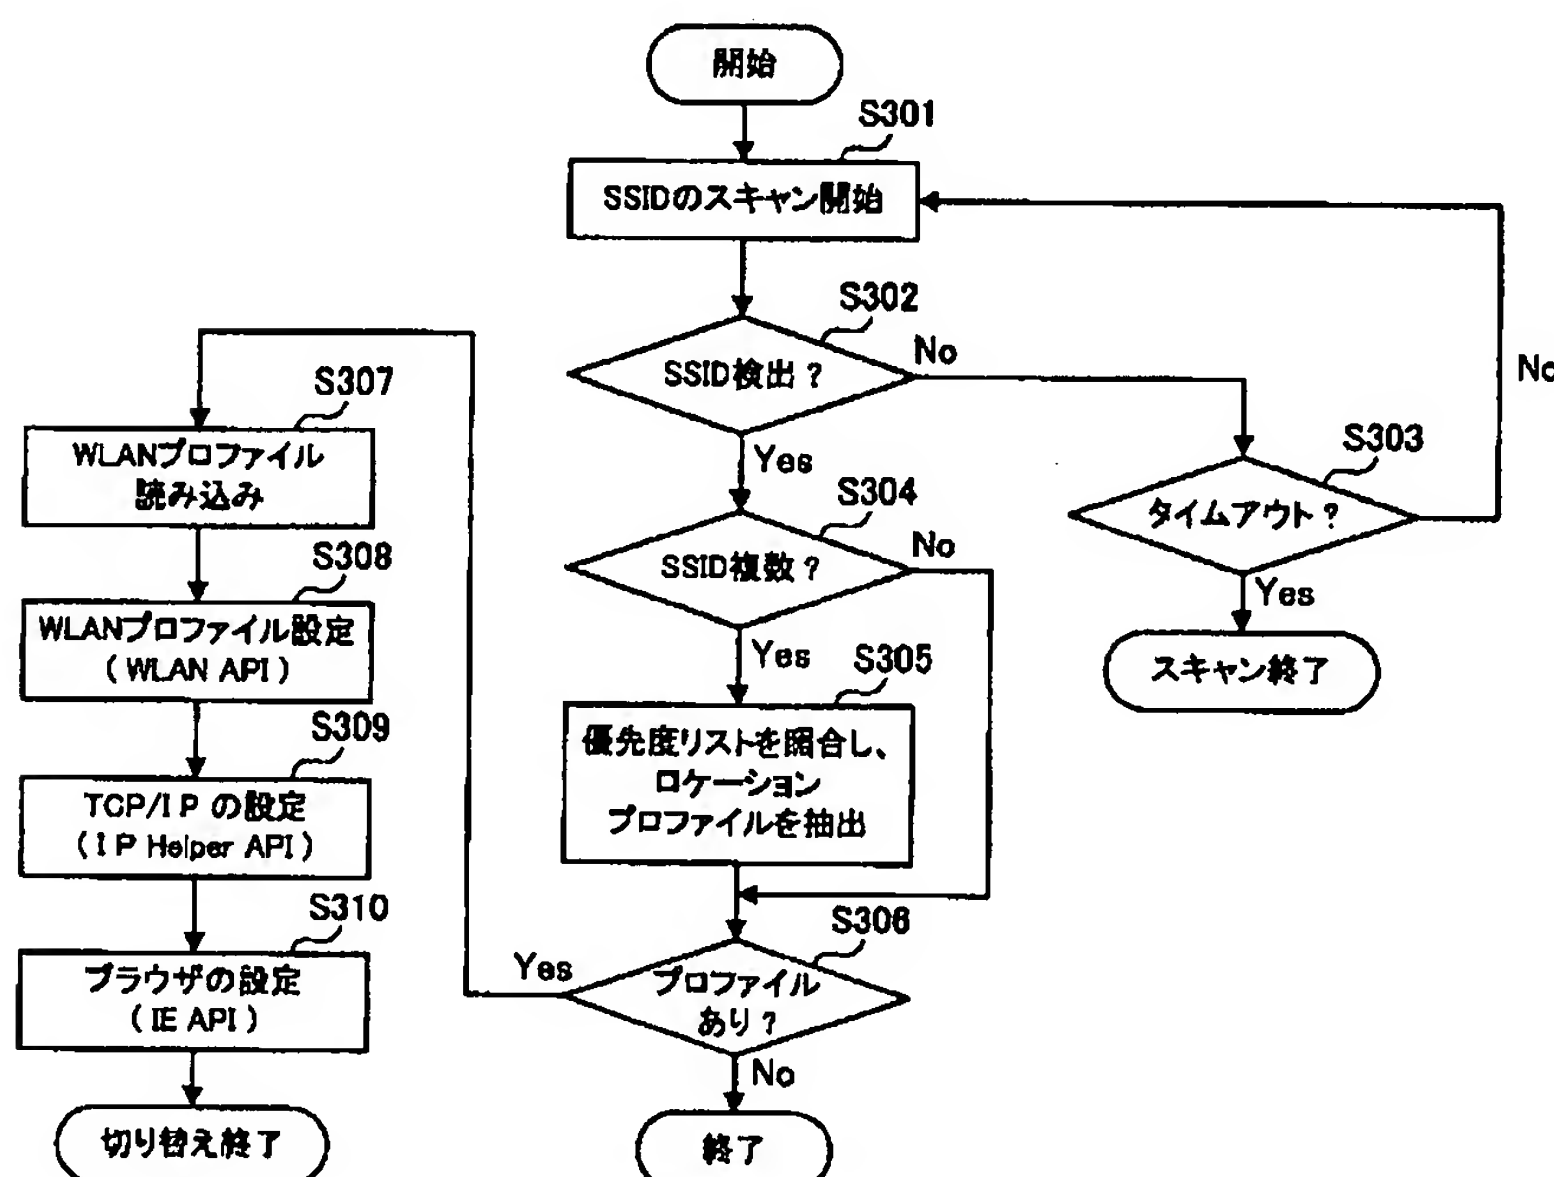 開始
S301
SSIDのスキャン開始
S302
SSID検出?
No
Yes
S303
タイムアウト?
No
Yes
スキャン終了
S304
SSID複数?
No
Yes
S305
優先度リストを照合し、
ロケーション
プロファイルを抽出
S306
プロファイル
あり?
Yes
No
終了
S307
WLANプロファイル
読み込み
S308
WLANプロファイル設定
(WLAN API)
S309
TCP/IP の設定
(IP Helper API)
S310
ブラウザの設定
(IE API)
切り替え終了